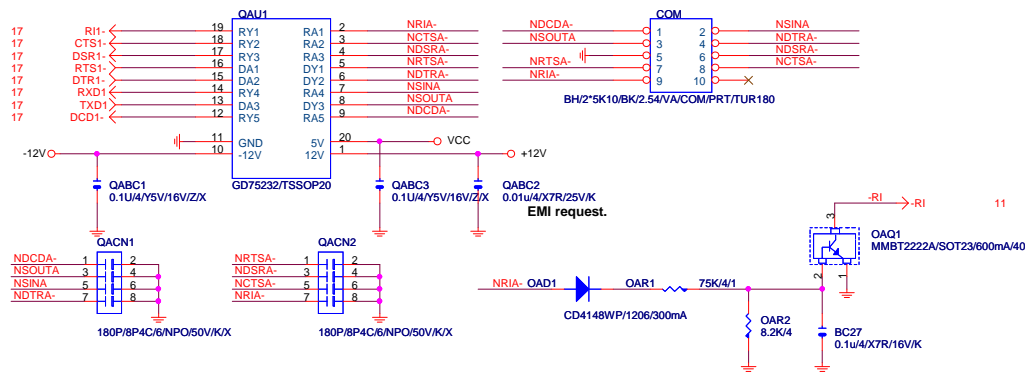 QAU1
17 RI1- 19 RY1 RA1 2 NRIA-
17 CTS1- 18 RY2 RA2 3 NCTSA-
17 DSR1- 17 RY3 RA3 4 NDSRA-
17 RTS1- 16 DA1 DY1 5 NRTSA-
17 DTR1- 15 DA2 DY2 6 NDTRA-
17 RXD1 14 RY4 RA4 7 NSINA
17 TXD1 13 DA3 DY3 8 NSOUTA
17 DCD1- 12 RY5 RA5 9 NDCDA-
11 GND 5V 20 VCC
-12V 10 -12V 12V 1 +12V
GD75232/TSSOP20
QABC1
0.1U/4/Y5V/16V/Z/X
QABC3
0.1U/4/Y5V/16V/Z/X
QABC2
0.01u/4/X7R/25V/K
EMI request.
COM
NDCDA- 1 2 NSINA
NSOUTA 3 4 NDTRA-
5 6 NDSRA-
NRTSA- 7 8 NCTSA-
NRIA- 9 10
BH/2*5K10/BK/2.54/VA/COM/PRT/TUR180
QACN1
NDCDA- 1 2
NSOUTA 3 4
NSINA 5 6
NDTRA- 7 8
180P/8P4C/6/NPO/50V/K/X
QACN2
NRTSA- 1 2
NDSRA- 3 4
NCTSA- 5 6
NRIA- 7 8
180P/8P4C/6/NPO/50V/K/X
-RI -RI 11
3
OAQ1
MMBT2222A/SOT23/600mA/40
2 1
NRIA- OAD1 OAR1 75K/4/1
CD4148WP/1206/300mA
OAR2
8.2K/4
BC27
0.1u/4/X7R/16V/K